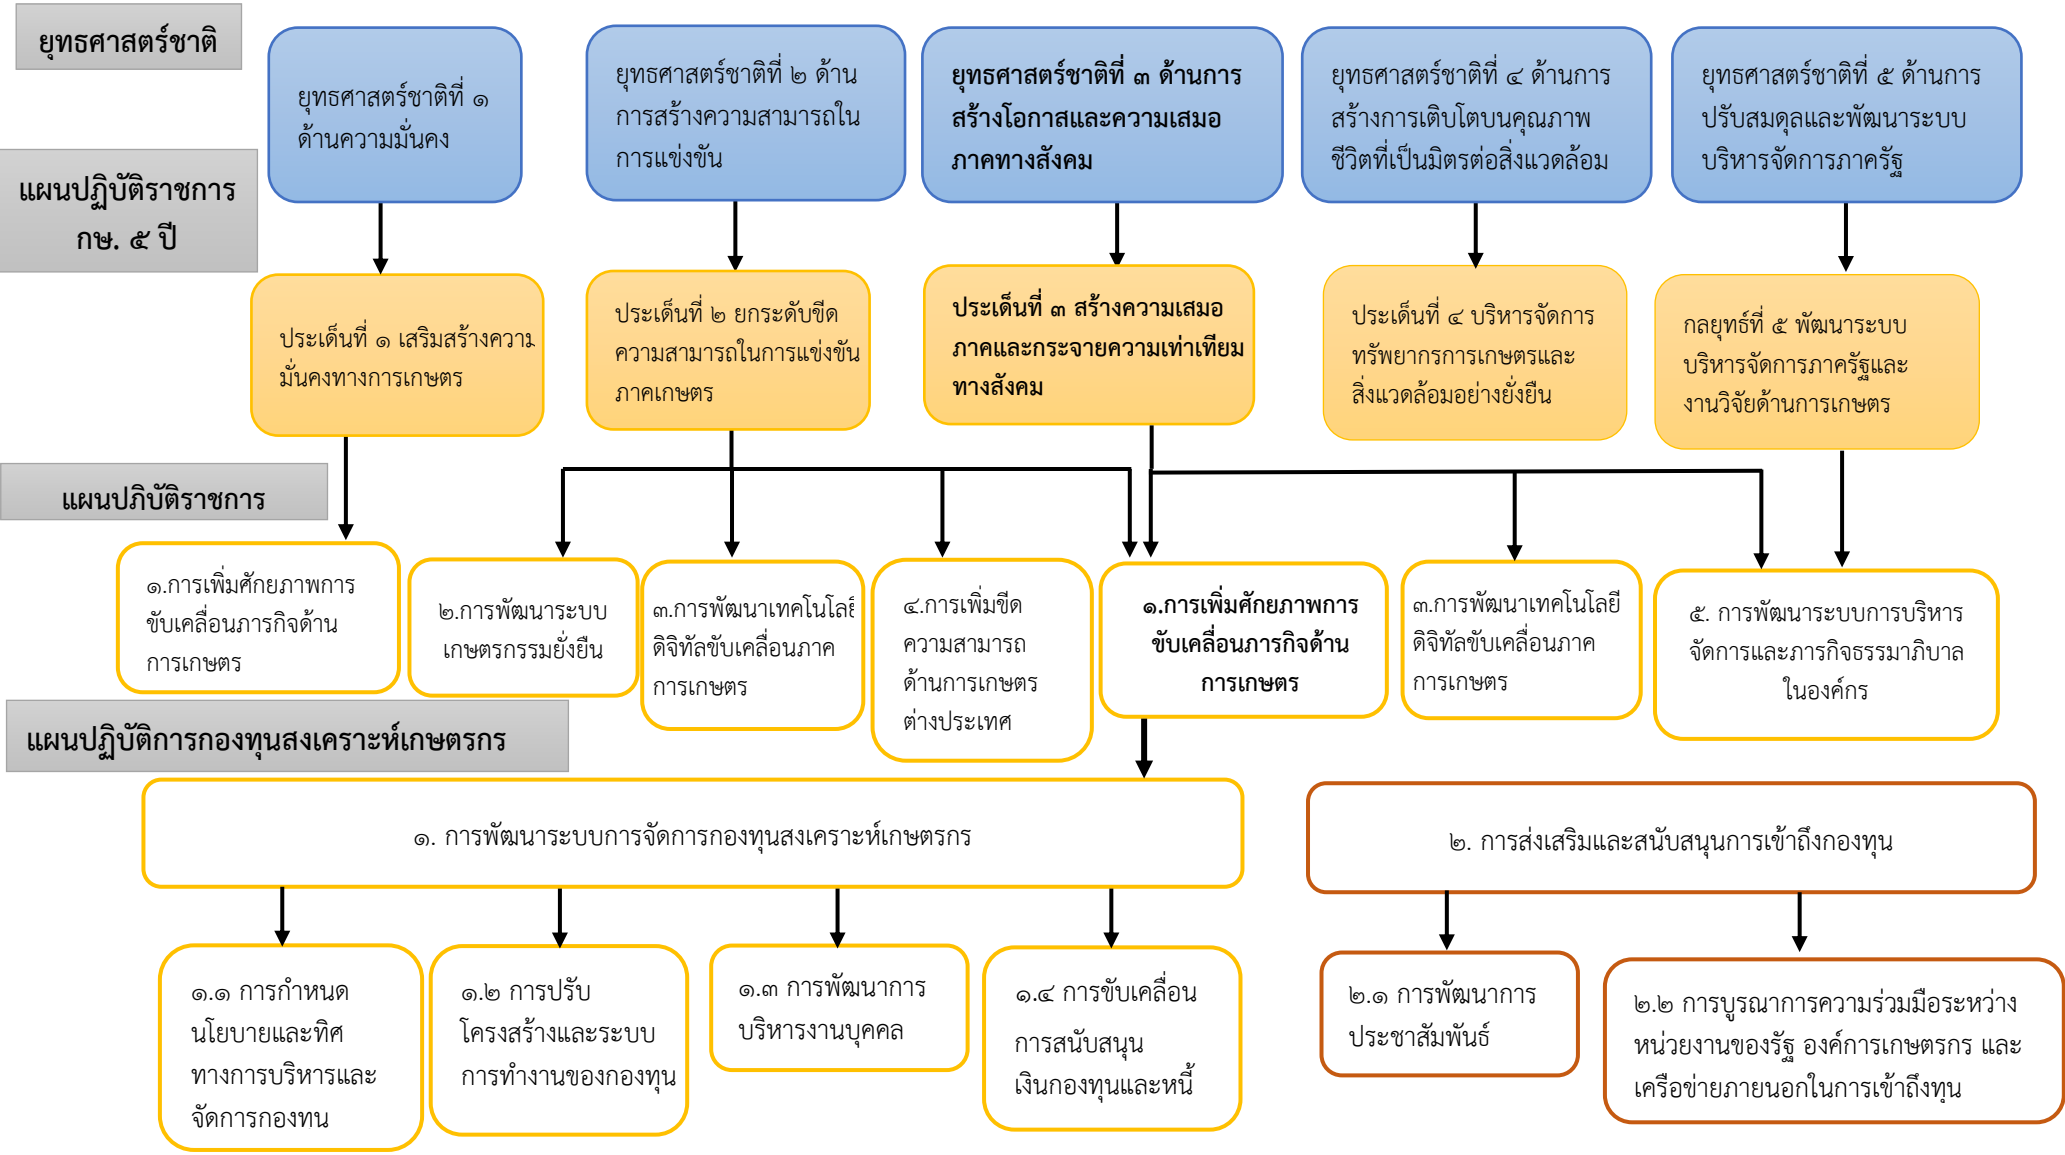 ยุทธศาสตร์ชาติ
ยุทธศาสตร์ชาติที่ ๑
ด้านความมั่นคง
ยุทธศาสตร์ชาติที่ ๒ ด้าน
การสร้างความสามารถใน
การแข่งขัน
ยุทธศาสตร์ชาติที่ ๓ ด้านการ
สร้างโอกาสและความเสมอ
ภาคทางสังคม
ยุทธศาสตร์ชาติที่ ๔ ด้านการ
สร้างการเติบโตบนคุณภาพ
ชีวิตที่เป็นมิตรต่อสิ่งแวดล้อม
ยุทธศาสตร์ชาติที่ ๕ ด้านการ
ปรับสมดุลและพัฒนาระบบ
บริหารจัดการภาครัฐ
แผนปฏิบัติราชการ
กษ. ๕ ปี
ประเด็นที่ ๑ เสริมสร้างความ
มั่นคงทางการเกษตร
ประเด็นที่ ๒ ยกระดับขีด
ความสามารถในการแข่งขัน
ภาคเกษตร
ประเด็นที่ ๓ สร้างความเสมอ
ภาคและกระจายความเท่าเทียม
ทางสังคม
ประเด็นที่ ๔ บริหารจัดการ
ทรัพยากรการเกษตรและ
สิ่งแวดล้อมอย่างยั่งยืน
กลยุทธ์ที่ ๕ พัฒนาระบบ
บริหารจัดการภาครัฐและ
งานวิจัยด้านการเกษตร
แผนปภิบัติราชการ
๑.การเพิ่มศักยภาพการ
ขับเคลื่อนภารกิจด้าน
การเกษตร
๒.การพัฒนาระบบ
เกษตรกรรมยั่งยืน
๓.การพัฒนาเทคโนโลยี
ดิจิทัลขับเคลื่อนภาค
การเกษตร
๔.การเพิ่มขีด
ความสามารถ
ด้านการเกษตร
ต่างประเทศ
๑.การเพิ่มศักยภาพการ
ขับเคลื่อนภารกิจด้าน
การเกษตร
๓.การพัฒนาเทคโนโลยี
ดิจิทัลขับเคลื่อนภาค
การเกษตร
๕. การพัฒนาระบบการบริหาร
จัดการและภารกิจธรรมาภิบาล
ในองค์กร
แผนปฏิบัติการกองทุนสงเคราะห์เกษตรกร
๑. การพัฒนาระบบการจัดการกองทุนสงเคราะห์เกษตรกร
๒. การส่งเสริมและสนับสนุนการเข้าถึงกองทุน
๑.๑ การกำหนด
นโยบายและทิศ
ทางการบริหารและ
จัดการกองทน
๑.๒ การปรับ
โครงสร้างและระบบ
การทำงานของกองทุน
๑.๓ การพัฒนาการ
บริหารงานบุคคล
๑.๔ การขับเคลื่อน
การสนับสนุน
เงินกองทุนและหนี้
๒.๑ การพัฒนาการ
ประชาสัมพันธ์
๒.๒ การบูรณาการความร่วมมือระหว่าง
หน่วยงานของรัฐ องค์การเกษตรกร และ
เครือข่ายภายนอกในการเข้าถึงทุน